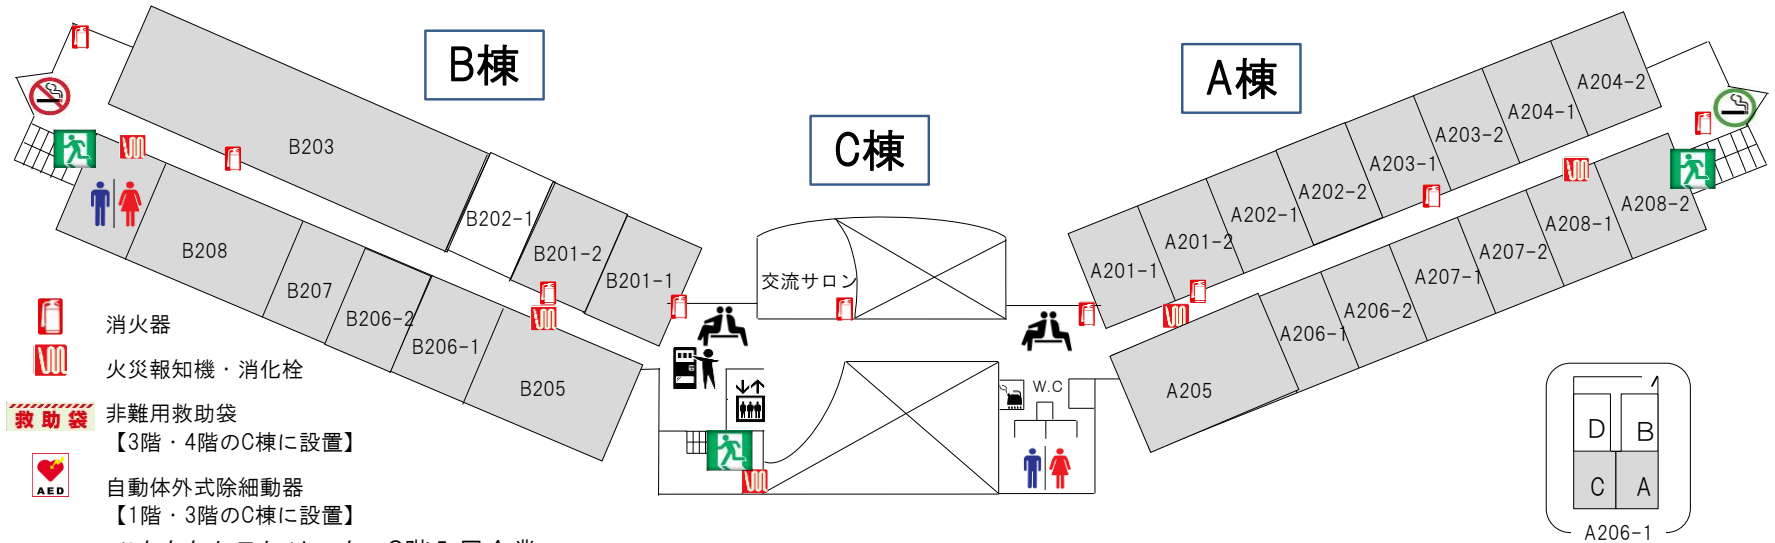 B棟
A棟
C棟
B203
B202-1
B201-2
B201-1
B208
B207
B206-2
B206-1
B205
交流サロン
A204-2
A204-1
A203-2
A203-1
A202-2
A202-1
A201-2
A201-1
A208-2
A208-1
A207-2
A207-1
A206-2
A206-1
A205
W.C
消火器
火災報知機・消化栓
救助袋
非難用救助袋
【3階・4階のC棟に設置】
AED
自動体外式除細動器
【1階・3階のC棟に設置】
D
B
C
A
A206-1